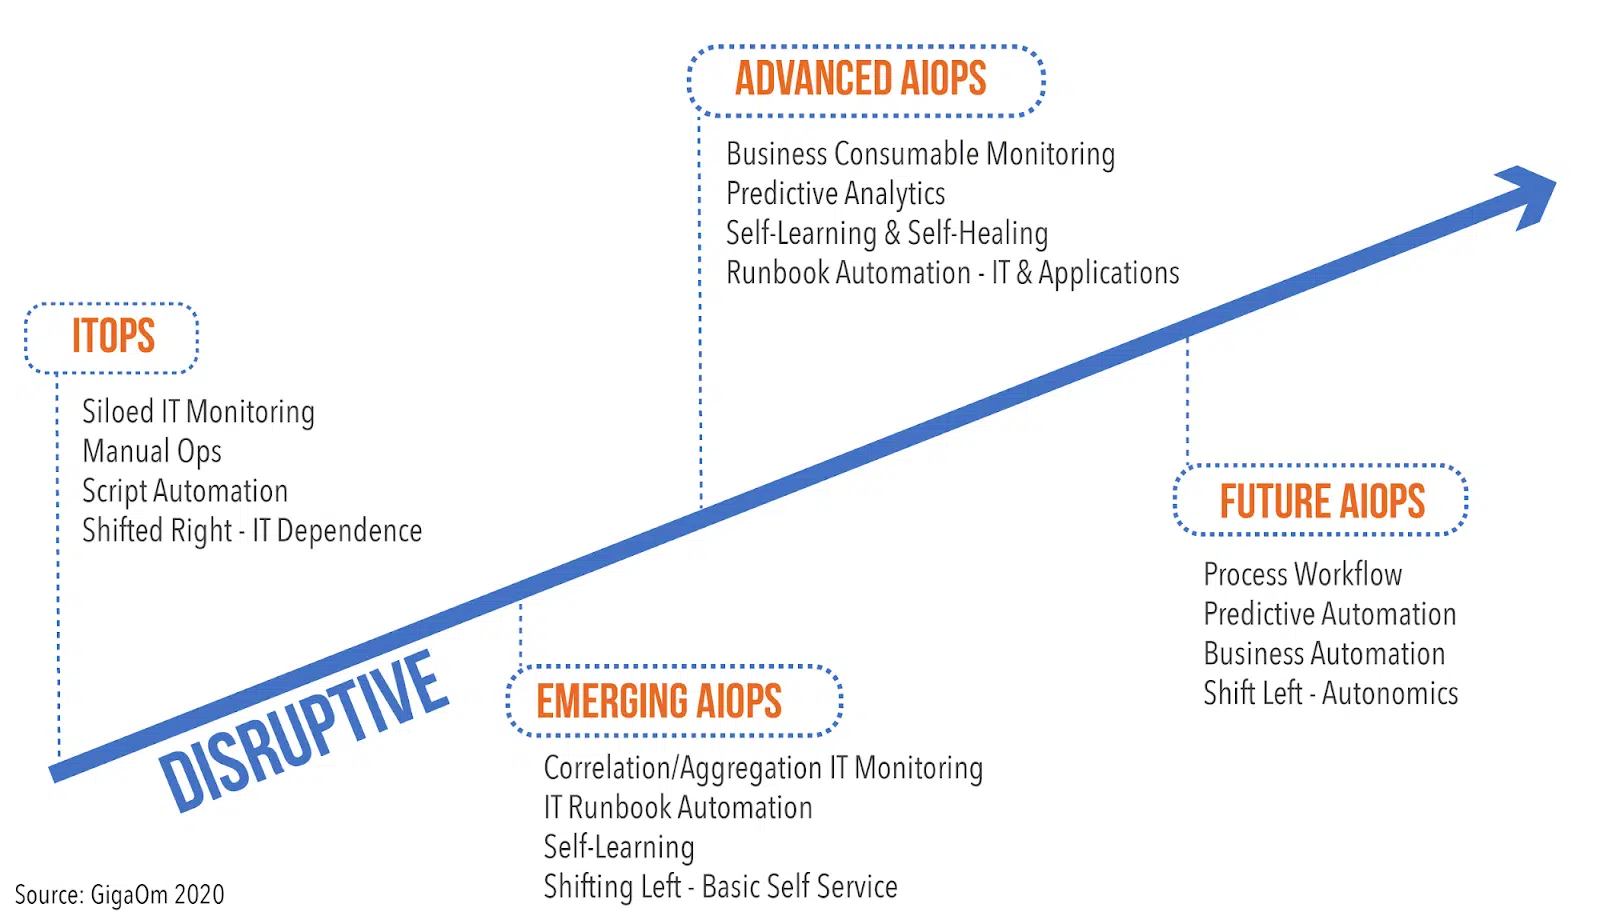 ADVANCED AIOPS
Business Consumable Monitoring
Predictive Analytics
Self-Learning & Self-Healing
Runbook Automation - IT & Applications
ITOPS
Siloed IT Monitoring
Manual Ops
Script Automation
Shifted Right - IT Dependence
FUTURE AIOPS
Process Workflow
Predictive Automation
Business Automation
Shift Left - Autonomics
DISRUPTIVE
EMERGING AIOPS
Correlation/Aggregation IT Monitoring
IT Runbook Automation
Self-Learning
Shifting Left - Basic Self Service
Source: GigaOm 2020